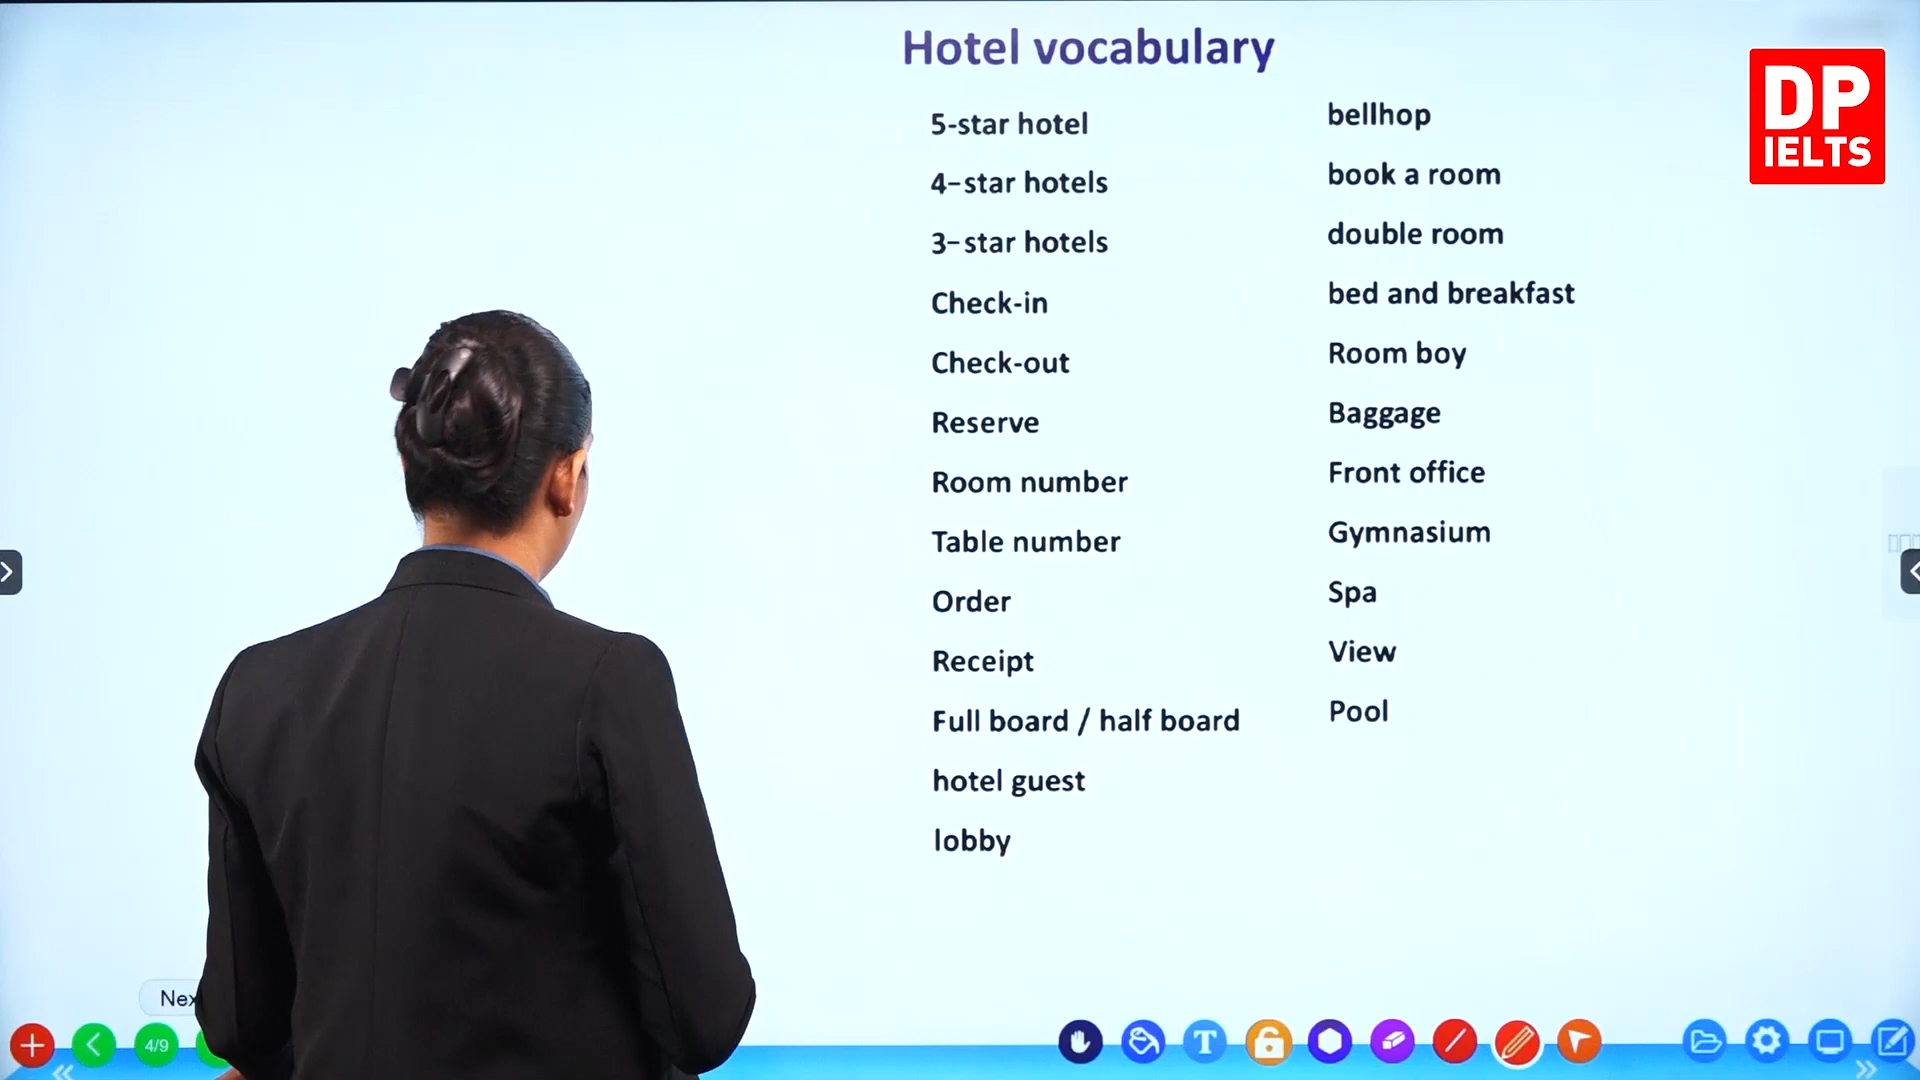 Hotel vocabulary
DP
IELTS
5-star hotel
4-star hotels
3-star hotels
Check-in
Check-out
Reserve
Room number
Table number
Order
Receipt
Full board / half board
hotel guest
lobby
bellhop
book a room
double room
bed and breakfast
Room boy
Baggage
Front office
Gymnasium
Spa
View
Pool
Nex
4/9
T